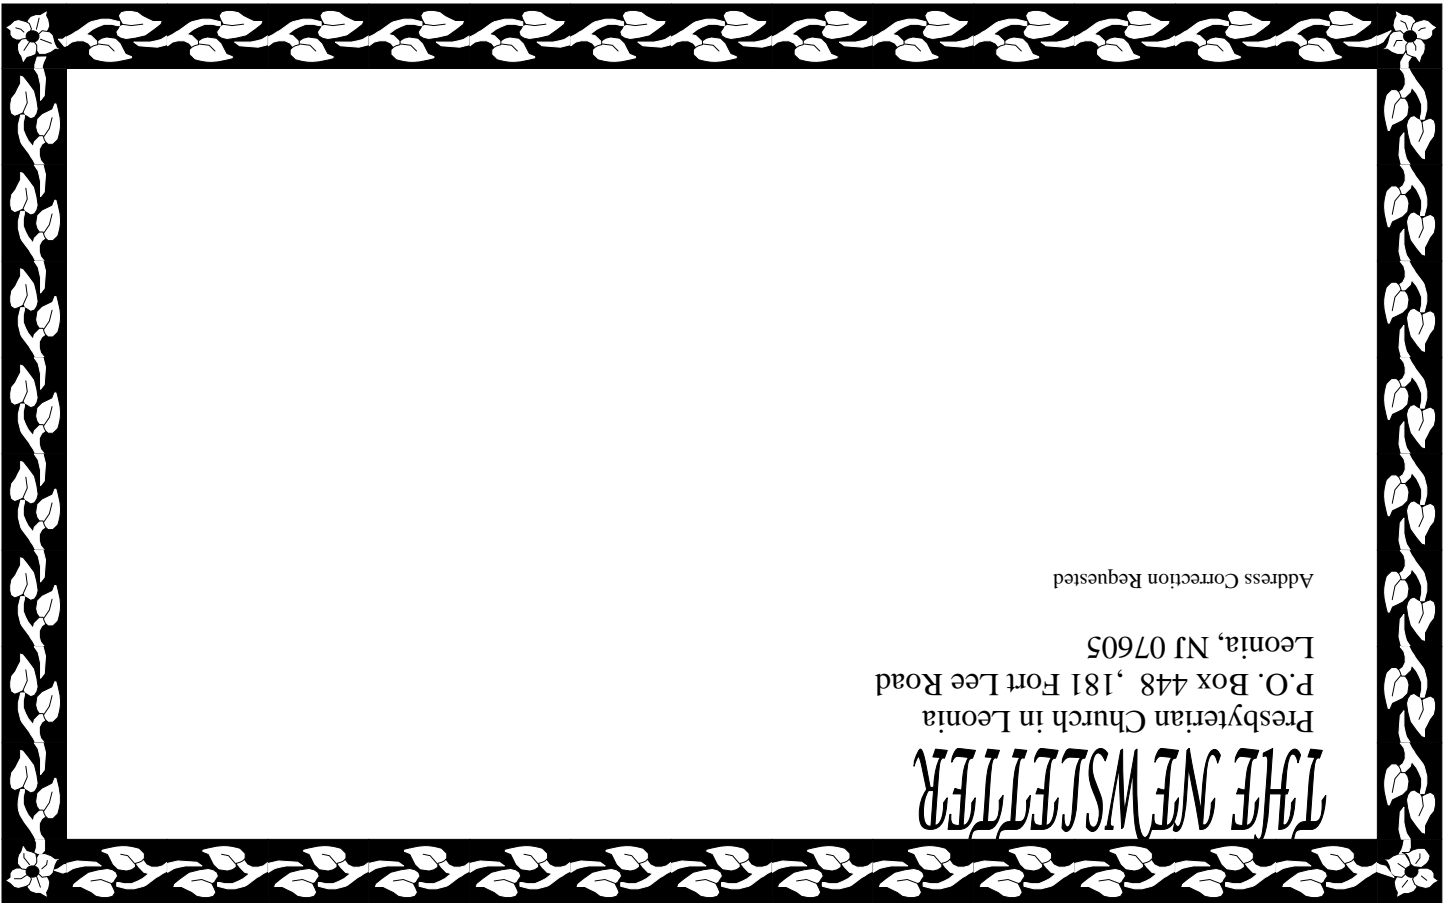 THE NEWSLETTER
Presbyterian Church in Leonia
P.O. Box 448 ,181 Fort Lee Road
Leonia, NJ 07605
Address Correction Requested